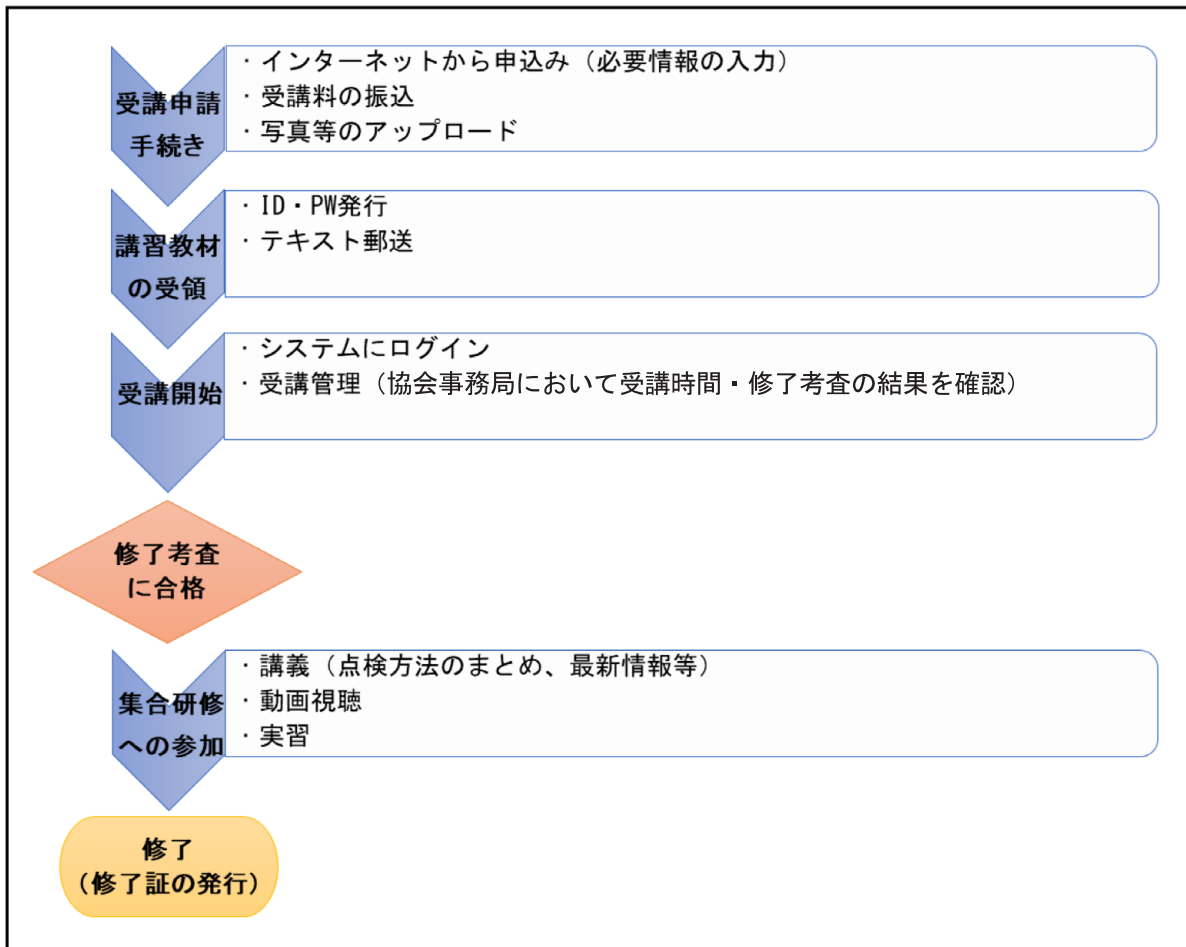 受講申請
手続き
・インターネットから申込み（必要情報の入力）
・受講料の振込
・写真等のアップロード
講習教材
の受領
・ID・PW発行
・テキスト郵送
受講開始
・システムにログイン
・受講管理（協会事務局において受講時間・修了考査の結果を確認）
修了考査
に合格
集合研修
への参加
・講義（点検方法のまとめ、最新情報等）
・動画視聴
・実習
修了
（修了証の発行）